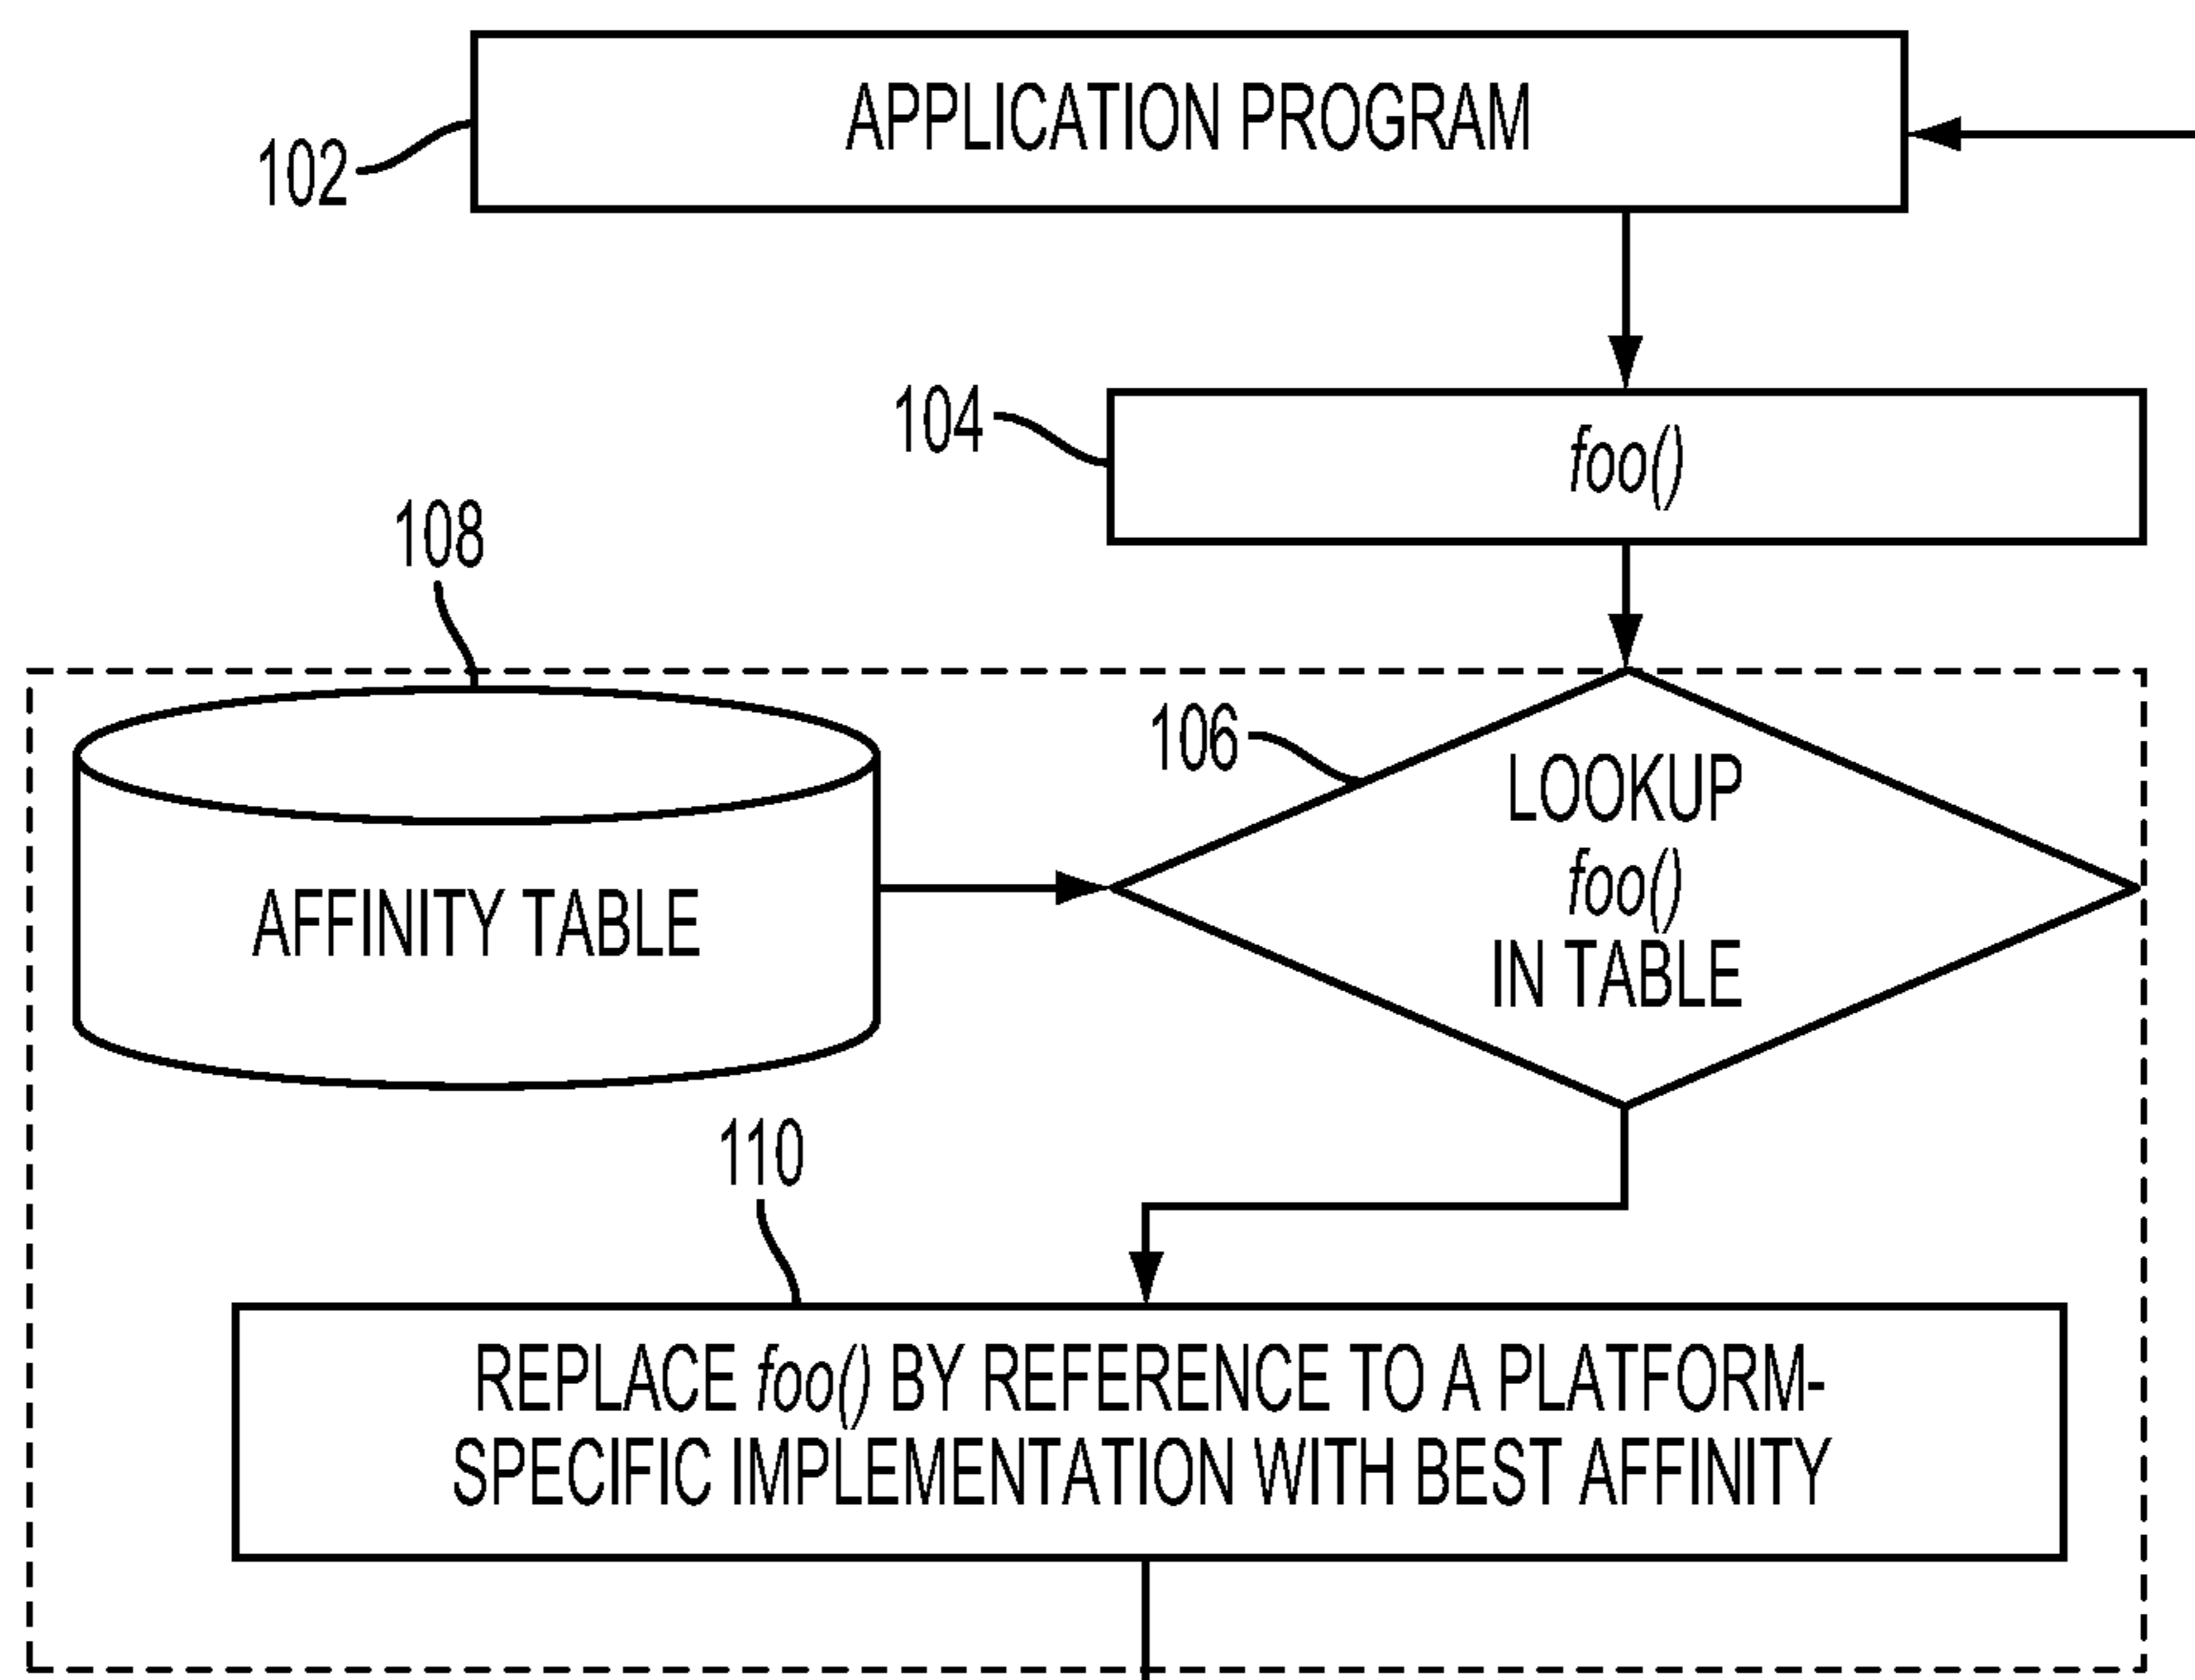 APPLICATION PROGRAM
102
104
foo()
108
106
LOOKUP
foo()
IN TABLE
AFFINITY TABLE
110
REPLACE foo() BY REFERENCE TO A PLATFORM-
SPECIFIC IMPLEMENTATION WITH BEST AFFINITY